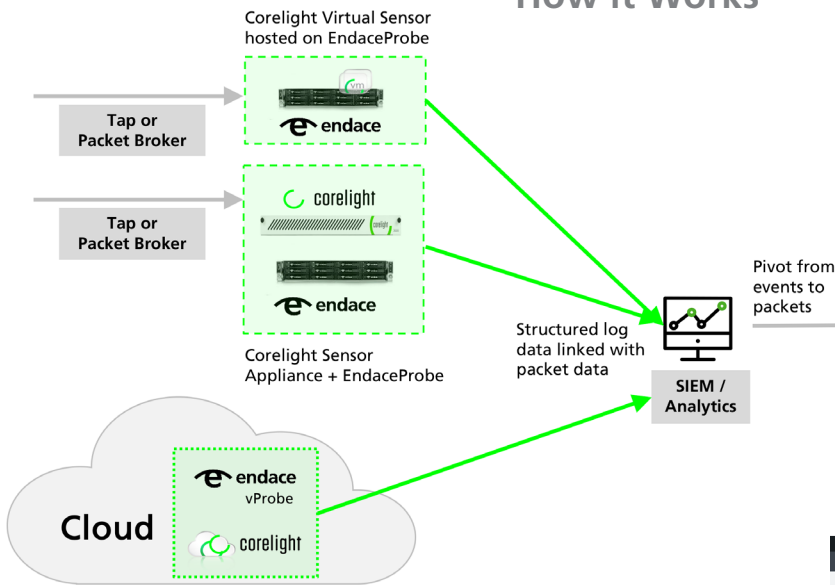 How It Works
Corelight Virtual Sensor
hosted on EndaceProbe
vm
endace
Tap or
Packet Broker
corelight
corelight
endace
Tap or
Packet Broker
Corelight Sensor
Appliance + EndaceProbe
Structured log
data linked with
packet data
Pivot from
events to
packets
SIEM /
Analytics
Cloud
endace
vProbe
corelight